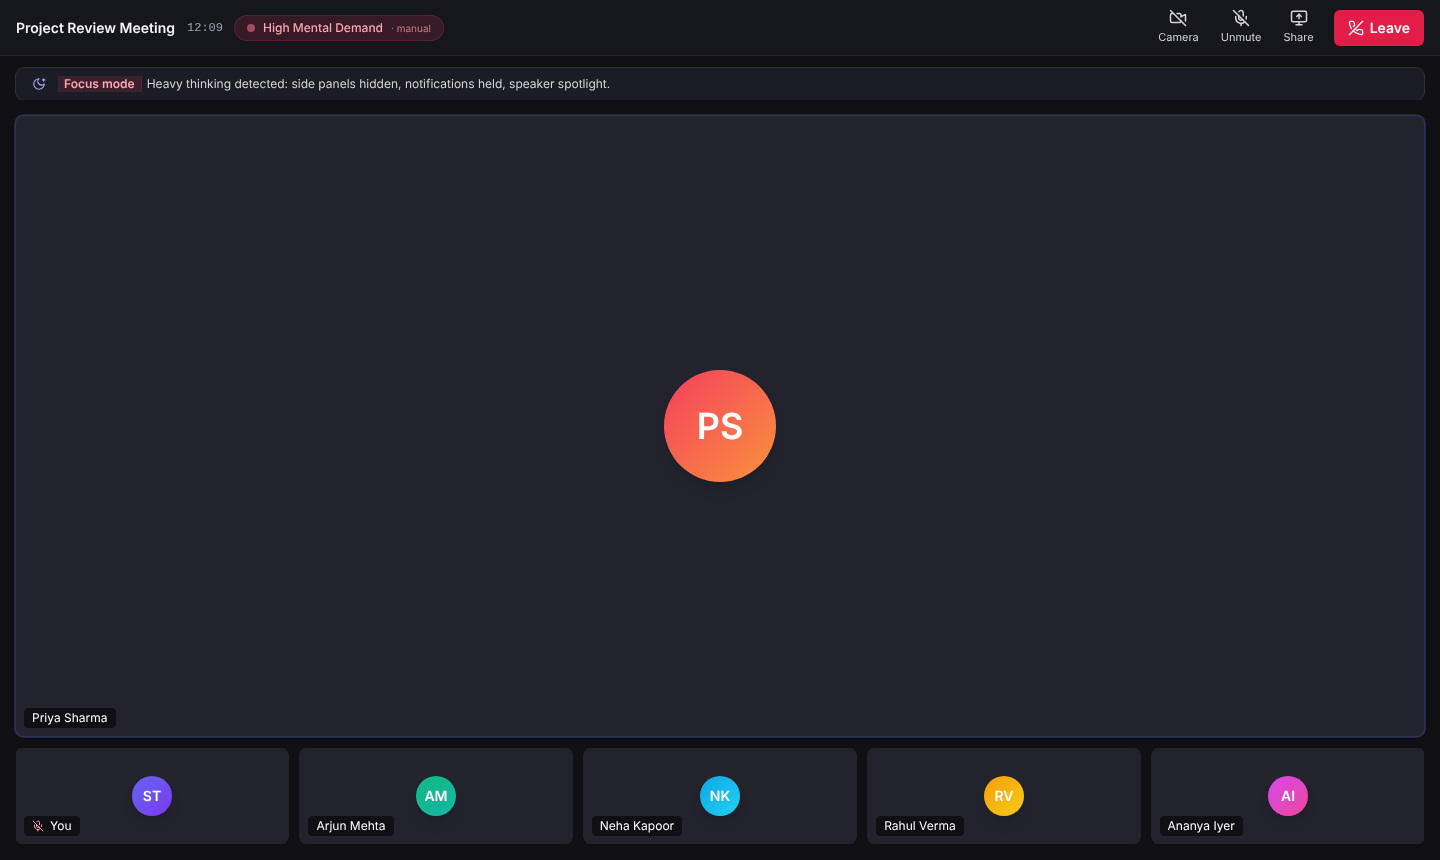 Project Review Meeting 12:09 High Mental Demand · manual
Camera Unmute Share Leave
Focus mode Heavy thinking detected: side panels hidden, notifications held, speaker spotlight.
PS
Priya Sharma
ST AM NK RV AI
You Arjun Mehta Neha Kapoor Rahul Verma Ananya Iyer